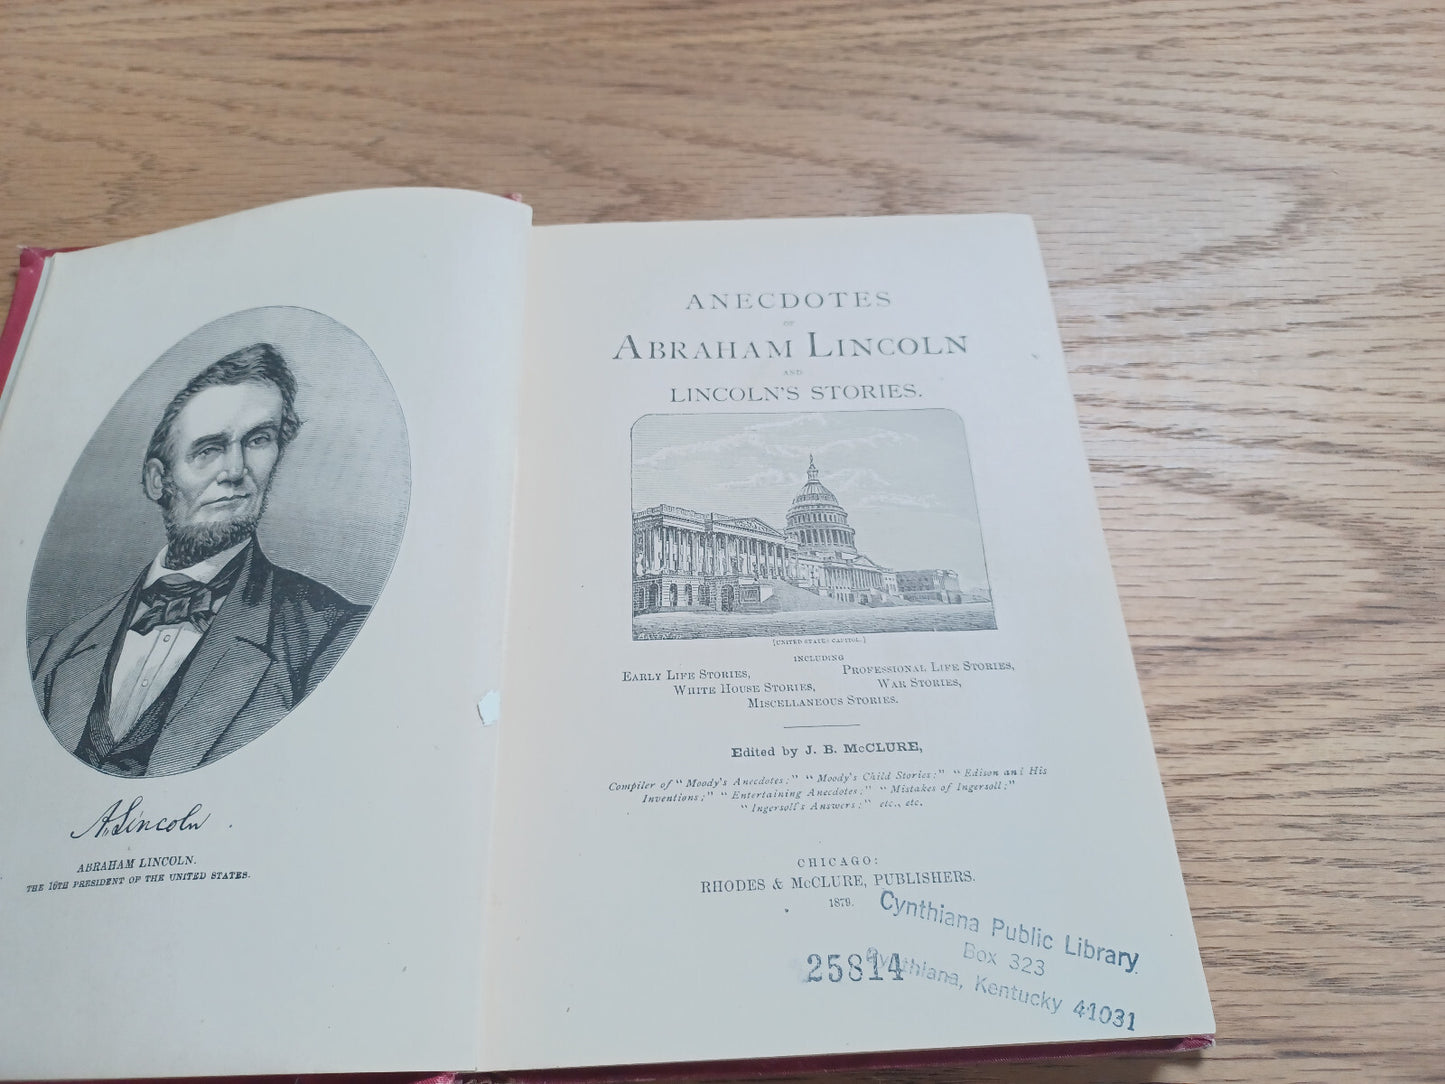 A. Lincoln
ABRAHAM LINCOLN.
THE 16TH PRESIDENT OF THE UNITED STATES.
ANECDOTES
OF
ABRAHAM LINCOLN
AND
LINCOLN'S STORIES.
[UNITED STATES CAPITOL.]
INCLUDING
EARLY LIFE STORIES, PROFESSIONAL LIFE STORIES,
WHITE HOUSE STORIES, WAR STORIES,
MISCELLANEOUS STORIES.
Edited by J. B. McCLURE,
Compiler of "Moody's Anecdotes;" "Moody's Child Stories;" "Edison and His
Inventions;" "Entertaining Anecdotes;" "Mistakes of Ingersoll;"
"Ingersoll's Answers;" etc., etc.
CHICAGO:
RHODES & McCLURE, PUBLISHERS.
1879.
Cynthiana Public Library
Box 323
Cynthiana, Kentucky 41031
25814